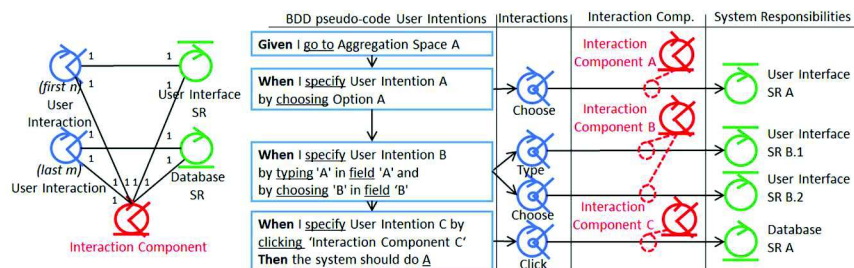 BDD pseudo-code User Intentions
Interactions
Interaction Comp.
System Responsibilities
1
1
1
1
(first n)
User
Interaction
User Interface
SR
1
1
1
1
(last m)
User Interaction
Database
SR
1
1 1
1
Interaction Component
Given I go to Aggregation Space A
When I specify User Intention A
by choosing Option A
When I specify User Intention B
by typing 'A' in field 'A' and
by choosing 'B' in field 'B'
When I specify User Intention C by
clicking 'Interaction Component C'
Then the system should do A
Choose
Type
Choose
Click
Interaction
Component A
Interaction
Component B
Interaction
Component C
User Interface
SR A
User Interface
SR B.1
User Interface
SR B.2
Database
SR A